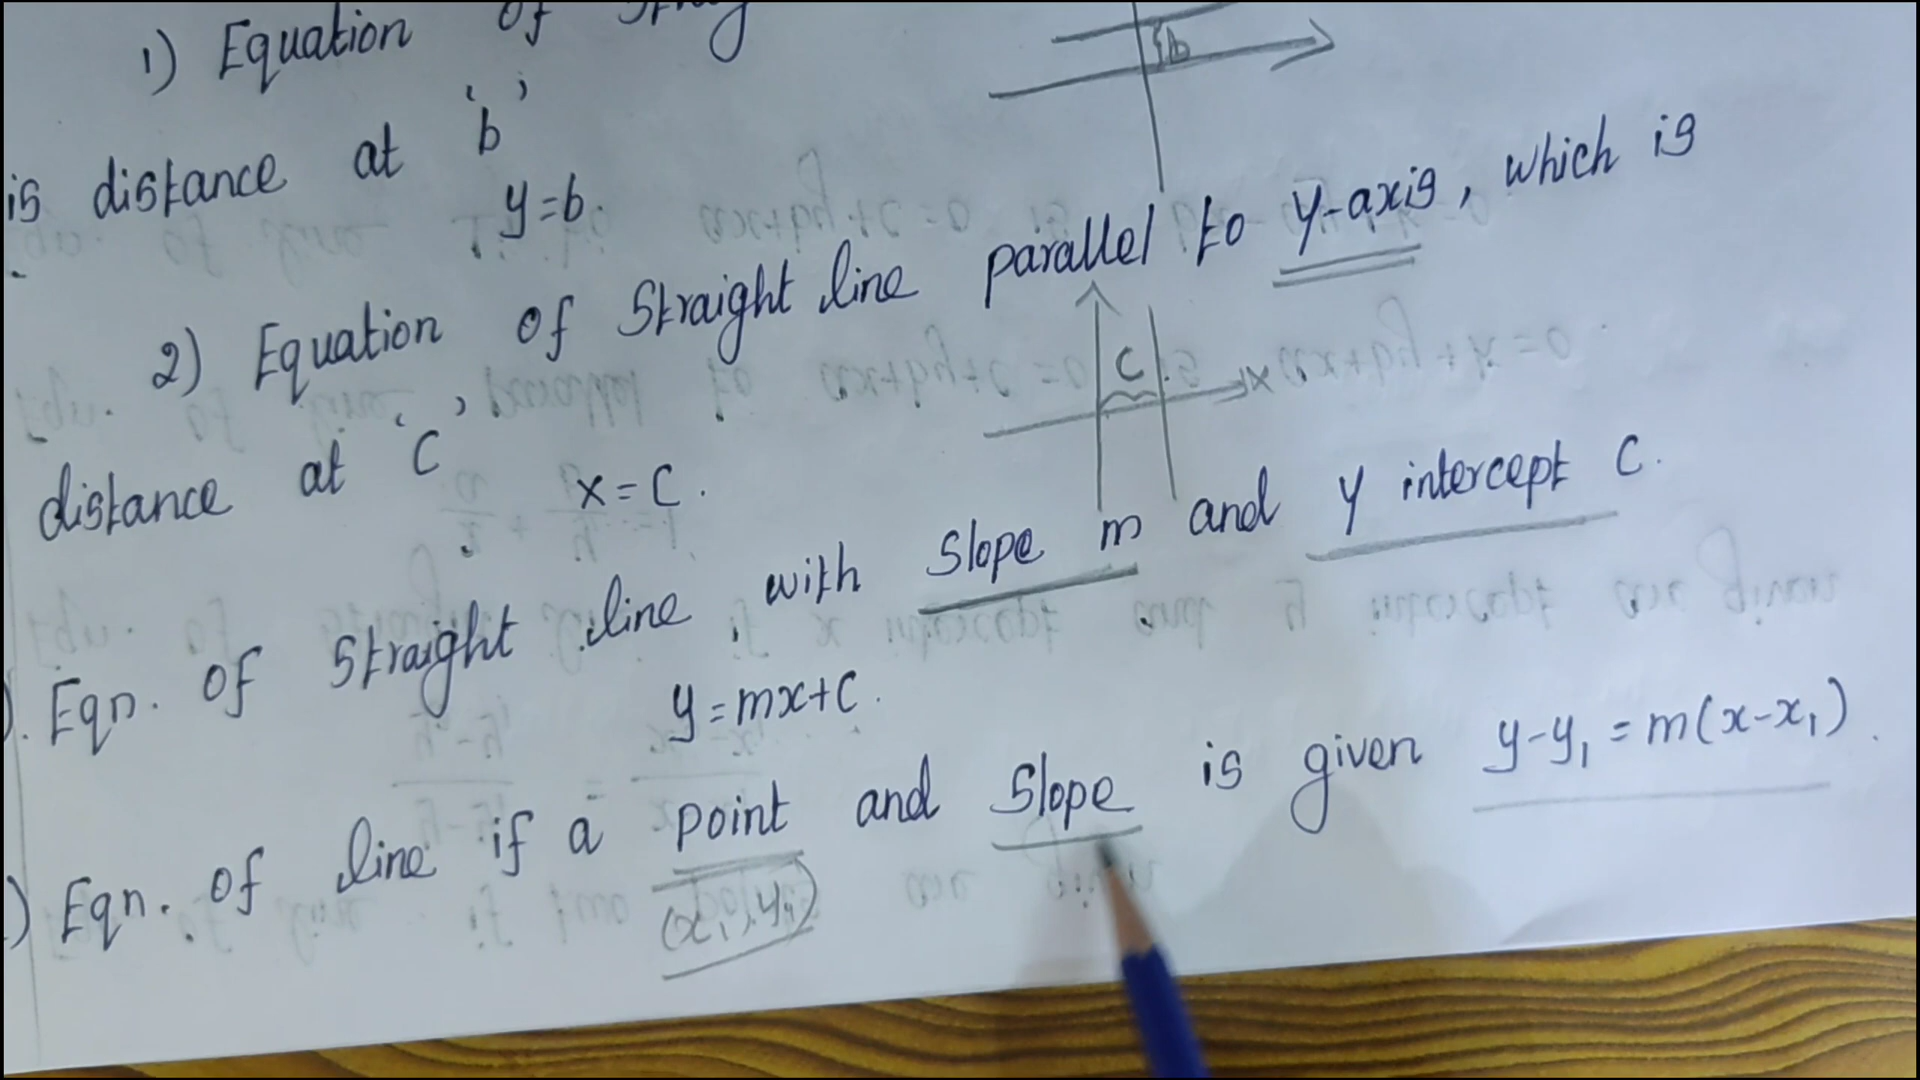 1) Equation of
b
is distance at 'b'
y=b.
2) Equation of Straight line parallel to y-axis, which is
distance at 'C'
C
x
x=C.
). Eqn. of Straight line, with Slope m and y intercept C.
y=mx+C.
.) Eqn. of line if a point and Slope is given y-y₁=m(x-x₁).
(x₁,y₁)